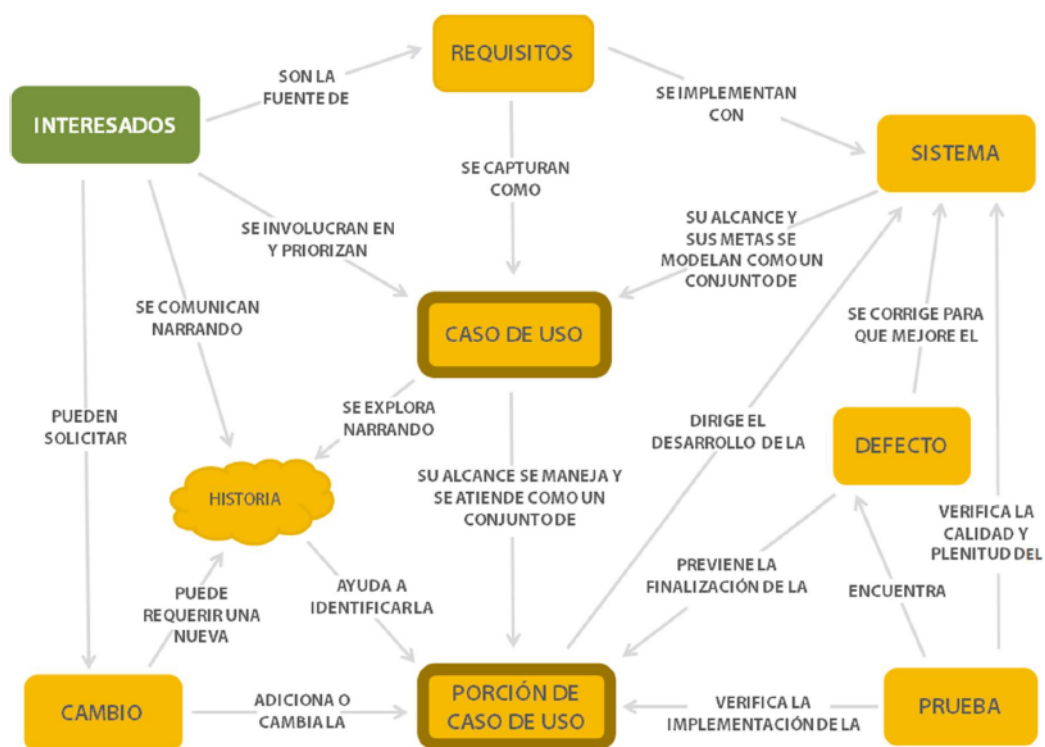 REQUISITOS
SON LA
FUENTE DE
SE IMPLEMENTAN
CON
INTERESADOS
SISTEMA
SE CAPTURAN
COMO
SE INVOLUCRAN EN
Y PRIORIZAN
SU ALCANCE Y
SUS METAS SE
MODELAN COMO UN
CONJUNTO DE
SE COMUNICAN
NARRANDO
CASO DE USO
SE CORRIGE PARA
QUE MEJORE EL
PUEDEN
SOLICITAR
SE EXPLORA
NARRANDO
DIRIGE EL
DESARROLLO DE LA
DEFECTO
HISTORIA
SU ALCANCE SE MANEJA Y
SE ATIENDE COMO UN
CONJUNTO DE
VERIFICA LA
CALIDAD Y
PLENITUD DEL
PUEDE
REQUERIR UNA
NUEVA
AYUDA A
IDENTIFICAR LA
PREVIENE LA
FINALIZACIÓN DE LA
ENCUENTRA
CAMBIO
ADICIONA O
CAMBIA LA
PORCIÓN DE
CASO DE USO
VERIFICA LA
IMPLEMENTACIÓN DE LA
PRUEBA